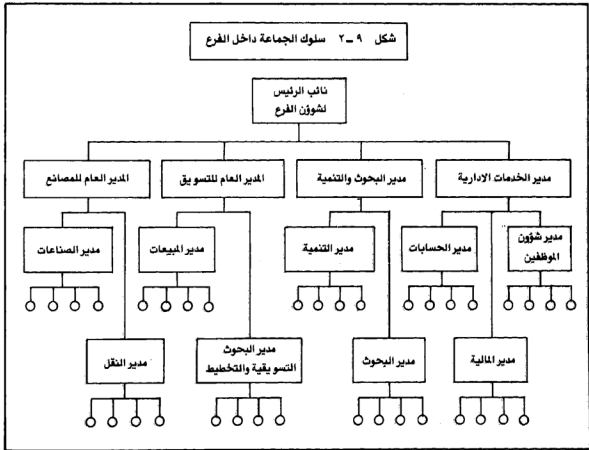 شكل ٩ – ٢ سلوك الجماعة داخل الفرع
نائب الرئيس
لشوؤن الفرع
مدير الخدمات الادارية
مدير البحوث والتنمية
المدير العام للتسويق
المدير العام للمصانع
مدير شؤون
الموظفين
مدير الحسابات
مدير التنمية
مدير المبيعات
مدير الصناعات
مدير المالية
مدير البحوث
مدير البحوث
التسويقية والتخطيط
مدير النقل